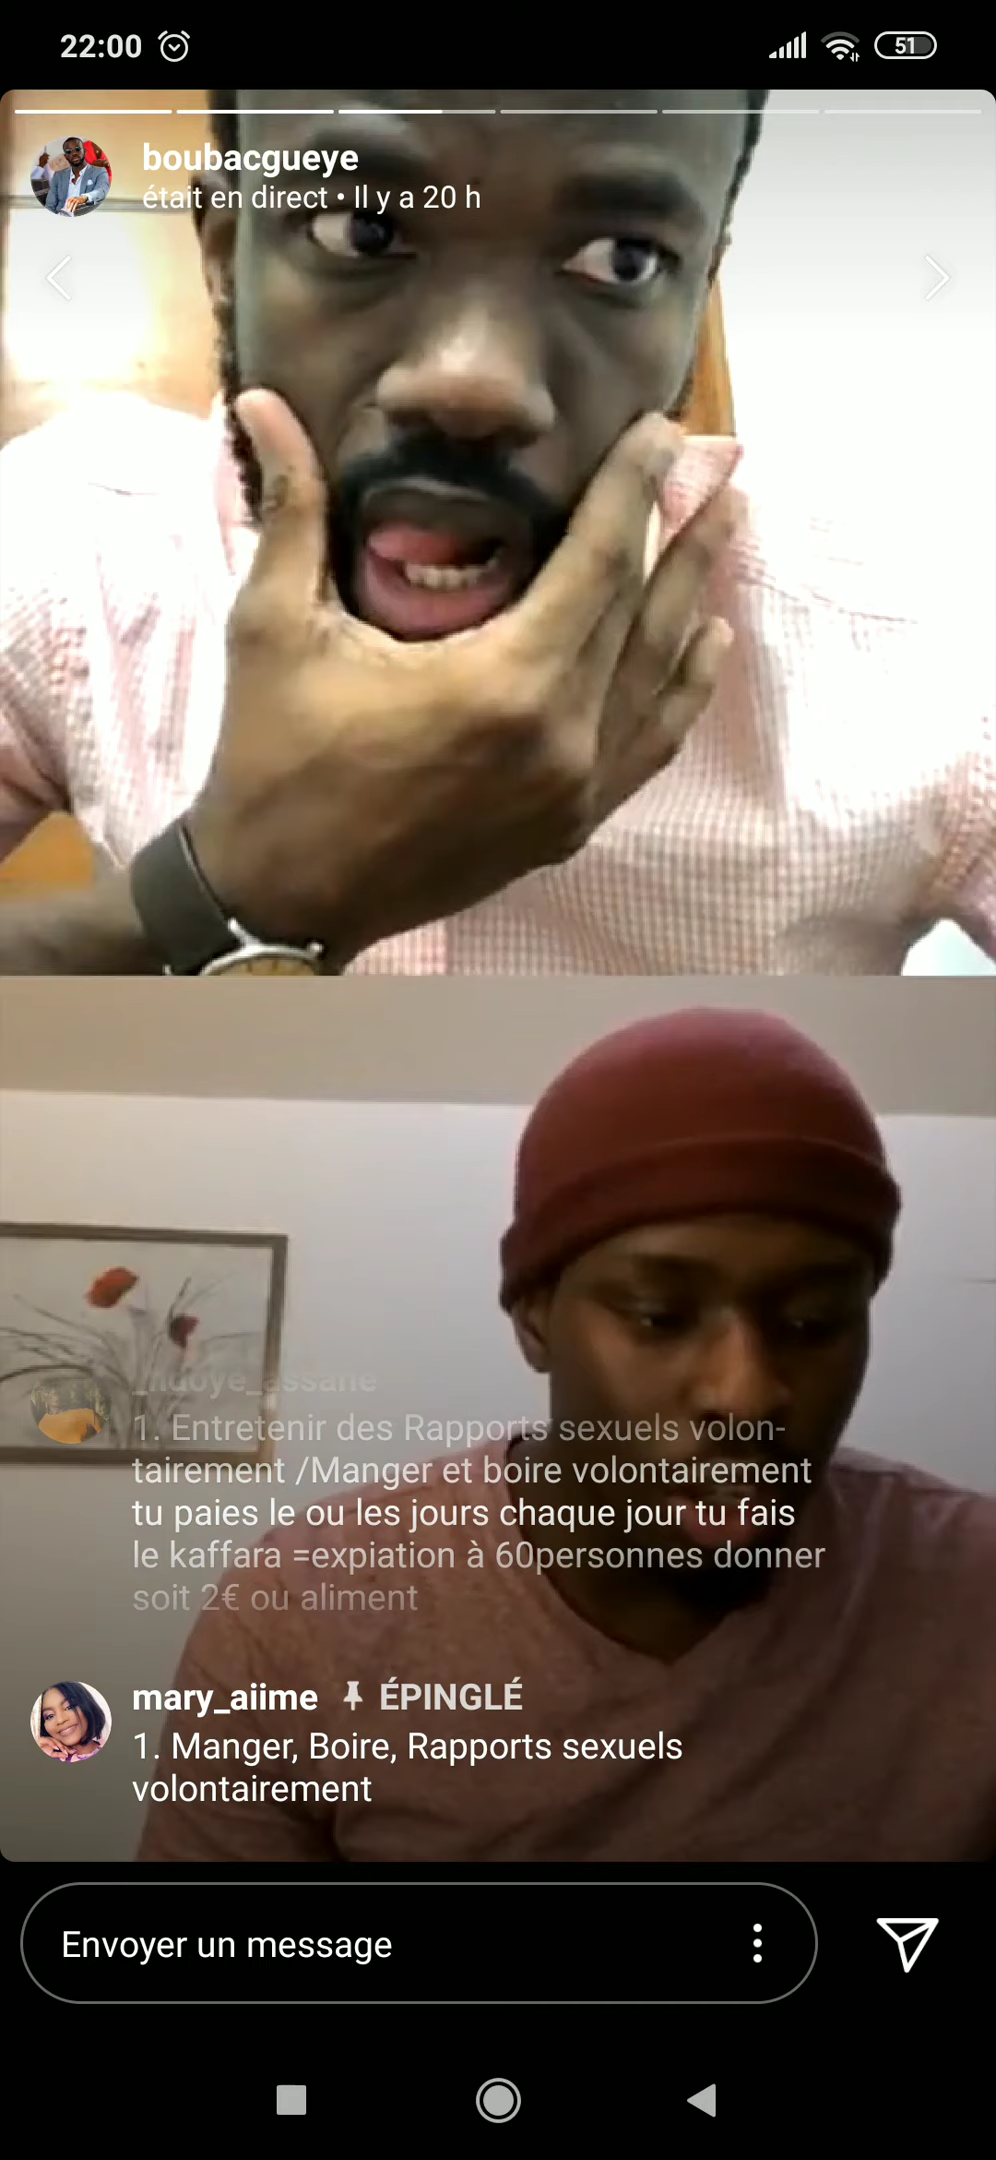 22:00
51
boubacgueye
était en direct • Il y a 20 h
_ndoye_assane
1. Entretenir des Rapports sexuels volon-
tairement /Manger et boire volontairement
tu paies le ou les jours chaque jour tu fais
le kaffara =expiation à 60personnes donner
soit 2€ ou aliment
mary_aiime ÉPINGLÉ
1. Manger, Boire, Rapports sexuels
volontairement
Envoyer un message